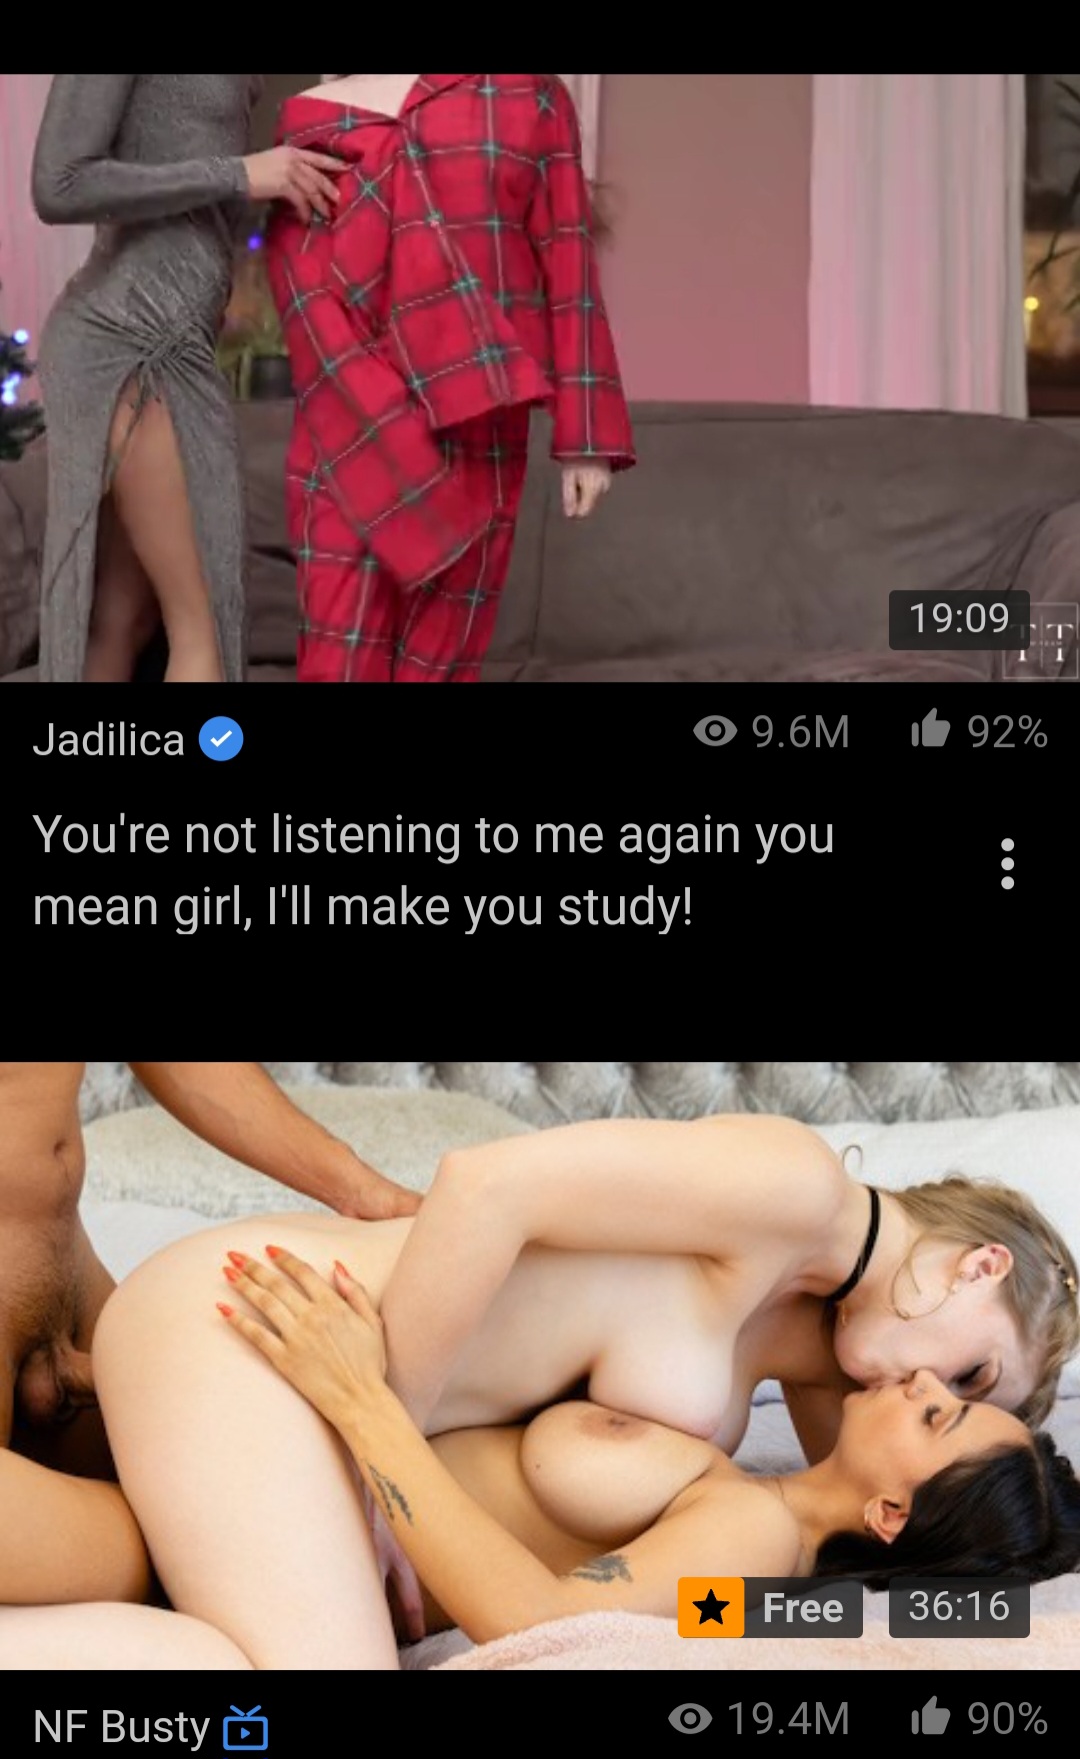 19:09
T T
Jadilica
9.6M
92%
You're not listening to me again you
mean girl, I'll make you study!
Free
36:16
NF Busty
19.4M
90%